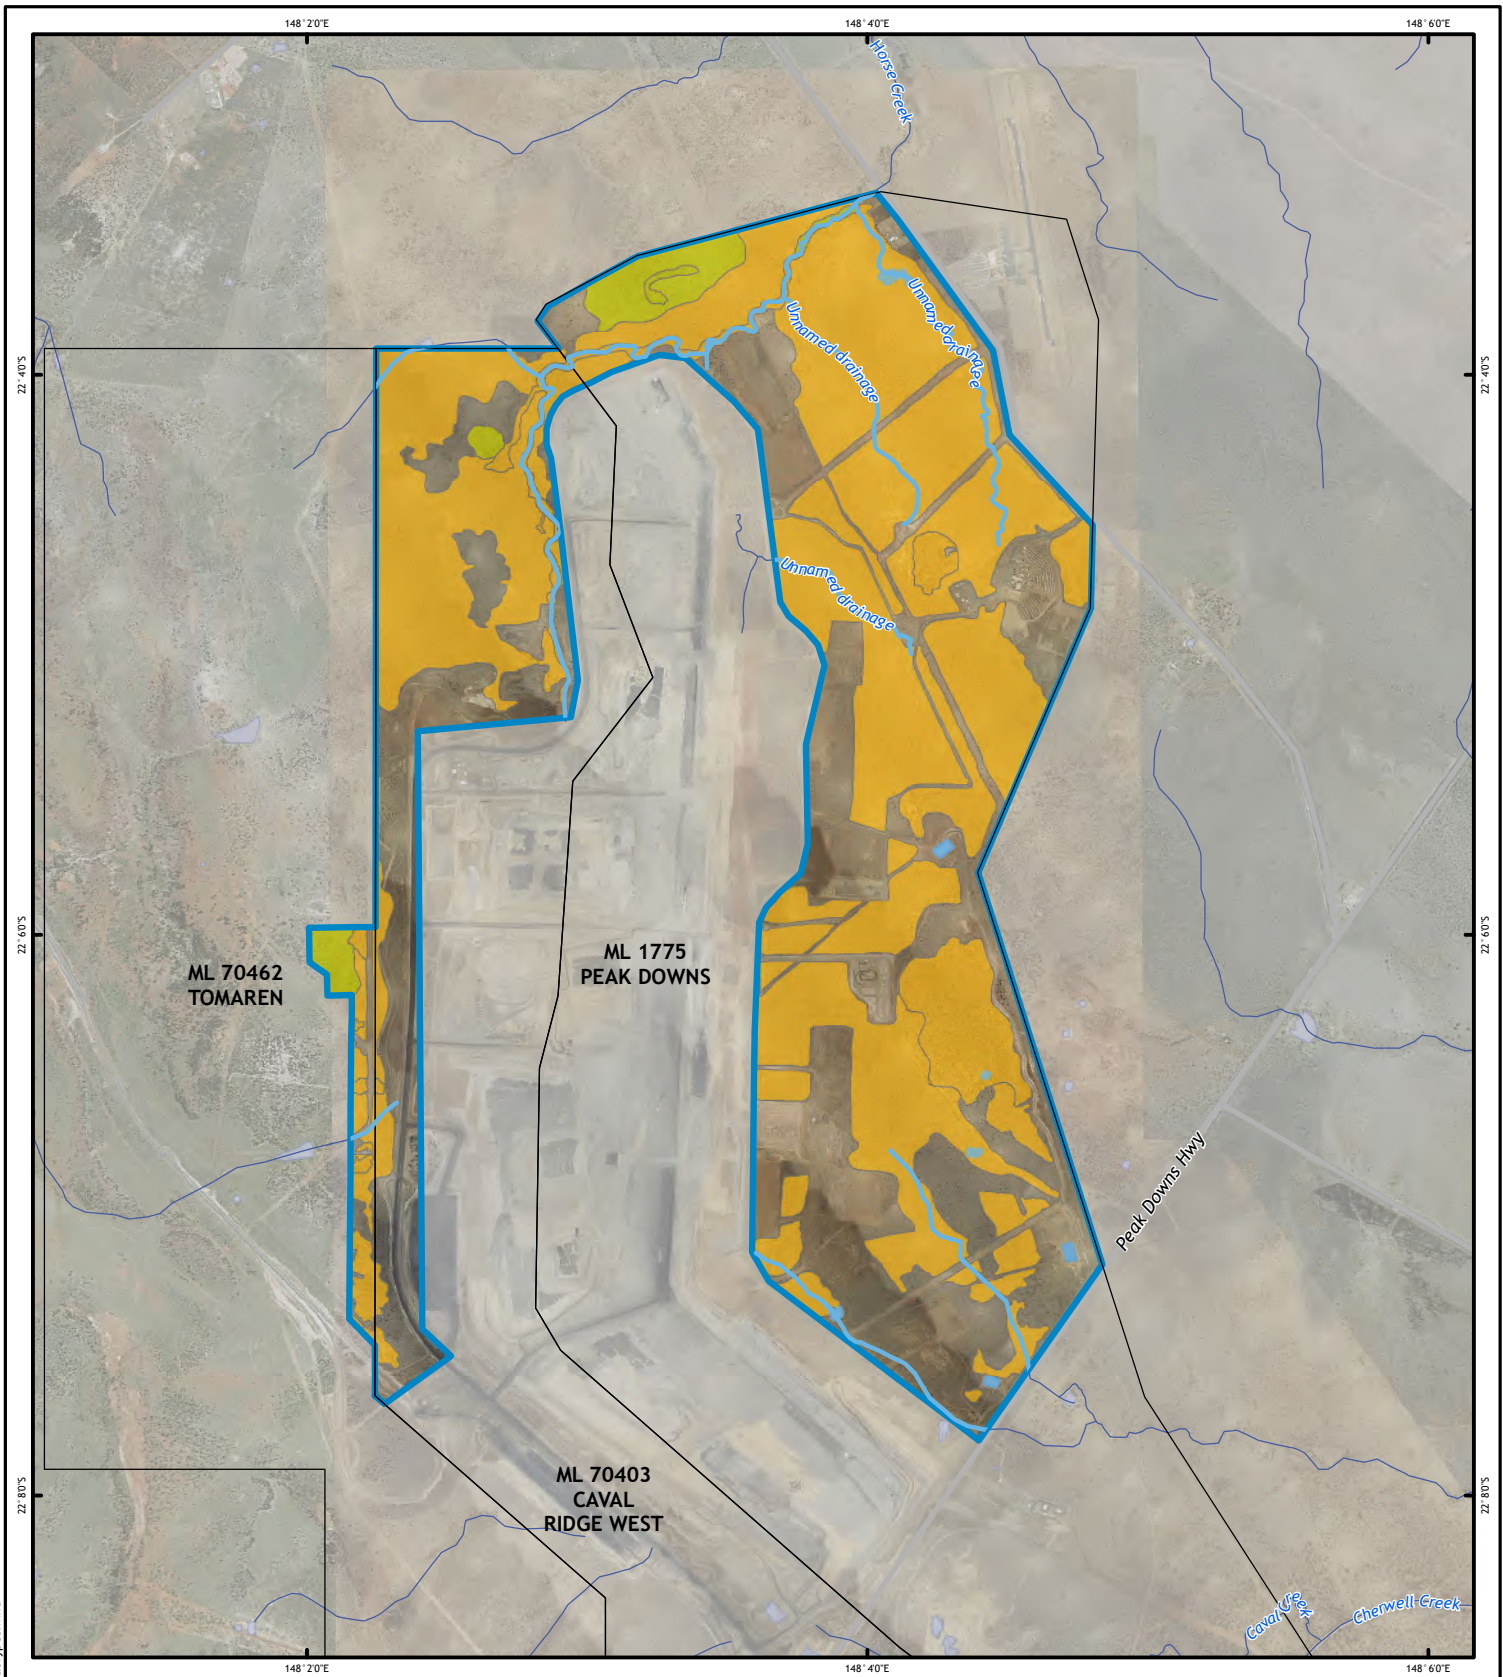 148°2'0"E
148°4'0"E
148°6'0"E
Horse Creek
Unnamed drainage
Unnamed drainage
22°4'0"S
22°4'0"S
Unnamed drainage
22°6'0"S
22°6'0"S
ML 1775
PEAK DOWNS
ML 70462
TOMAREN
Peak Downs Hwy
ML 70403
CAVAL
RIDGE WEST
22°8'0"S
22°8'0"S
Caval Creek
Cherwell Creek
148°2'0"E
148°4'0"E
148°6'0"E